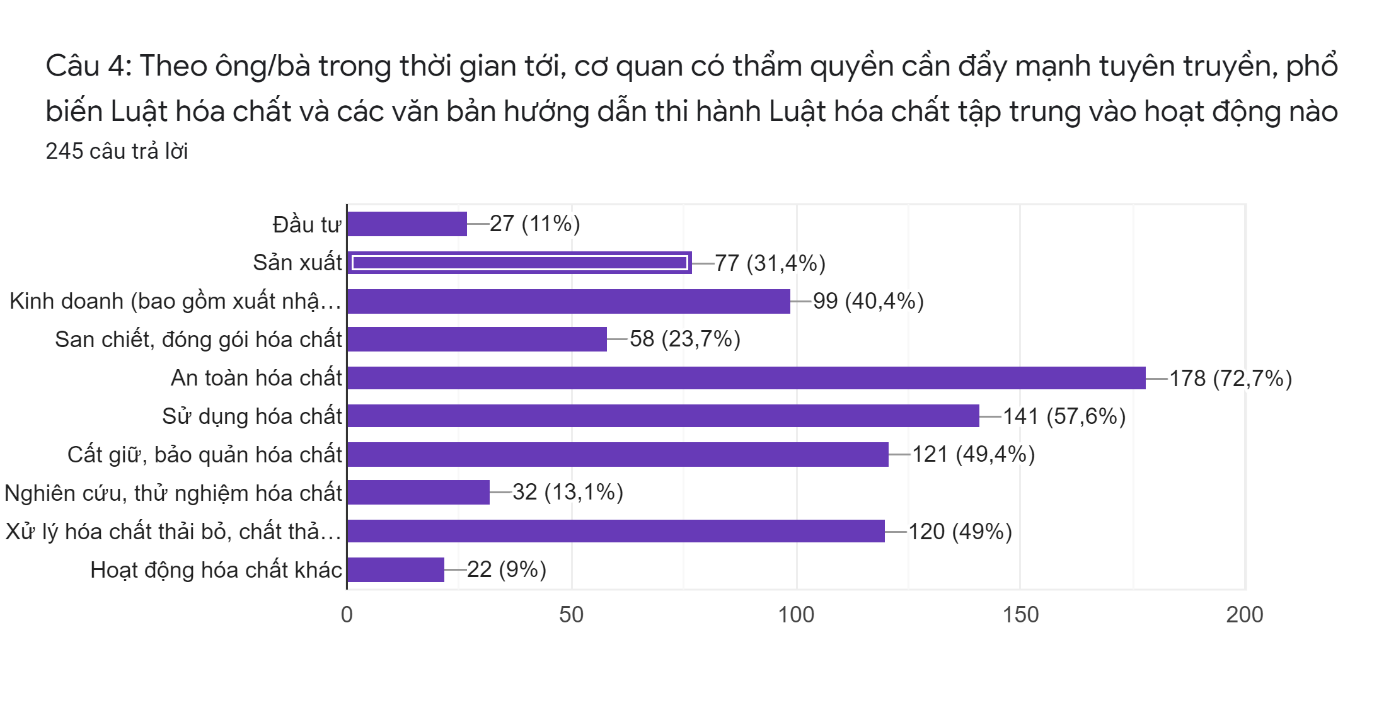 Câu 4: Theo ông/bà trong thời gian tới, cơ quan có thẩm quyền cần đẩy mạnh tuyên truyền, phổ
biến Luật hóa chất và các văn bản hướng dẫn thi hành Luật hóa chất tập trung vào hoạt động nào
245 câu trả lời
Đầu tư 27 (11%)
Sản xuất 77 (31,4%)
Kinh doanh (bao gồm xuất nhậ… 99 (40,4%)
San chiết, đóng gói hóa chất 58 (23,7%)
An toàn hóa chất 178 (72,7%)
Sử dụng hóa chất 141 (57,6%)
Cất giữ, bảo quản hóa chất 121 (49,4%)
Nghiên cứu, thử nghiệm hóa chất 32 (13,1%)
Xử lý hóa chất thải bỏ, chất thả… 120 (49%)
Hoạt động hóa chất khác 22 (9%)
0 50 100 150 200